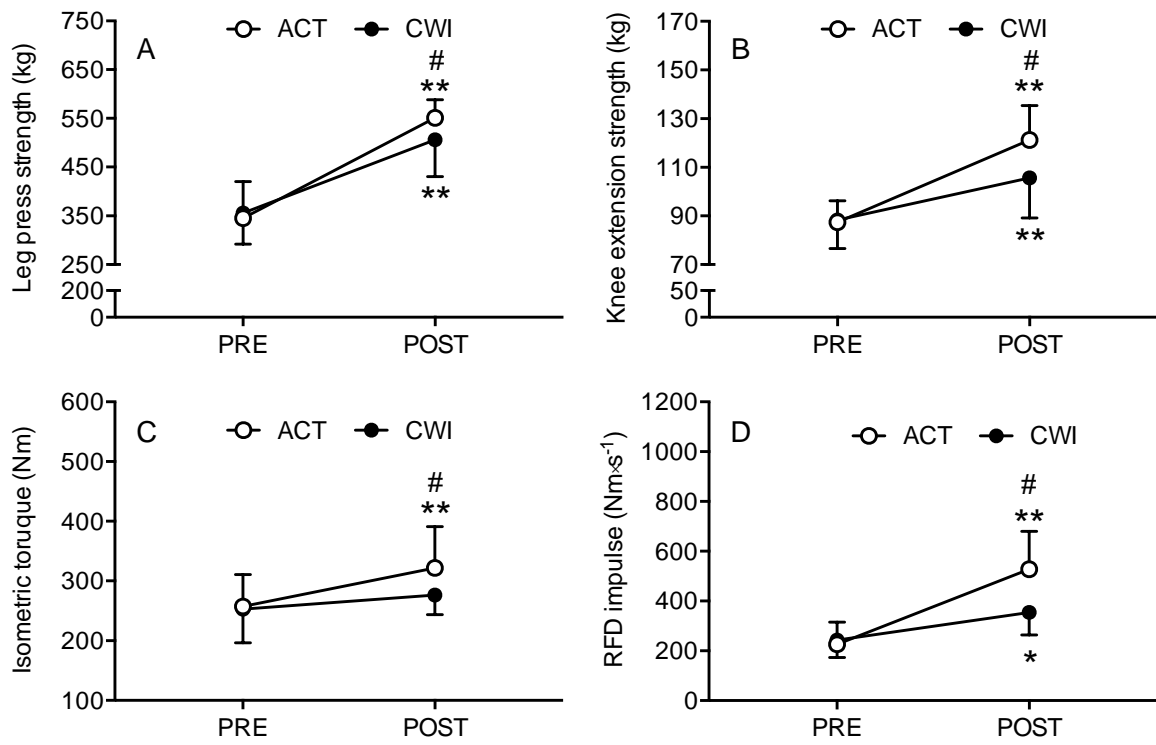 A
ACT CWI
#
**
**
Leg press strength (kg)
750
650
550
450
350
250
200
0
PRE POST
B
ACT CWI
#
**
**
Knee extension strength (kg)
170
150
130
110
90
70
50
0
PRE POST
C
ACT CWI
#
**
Isometric toruque (Nm)
600
500
400
300
200
100
PRE POST
D
ACT CWI
#
**
*
RFD impulse (Nm×s⁻¹)
1200
1000
800
600
400
200
0
PRE POST